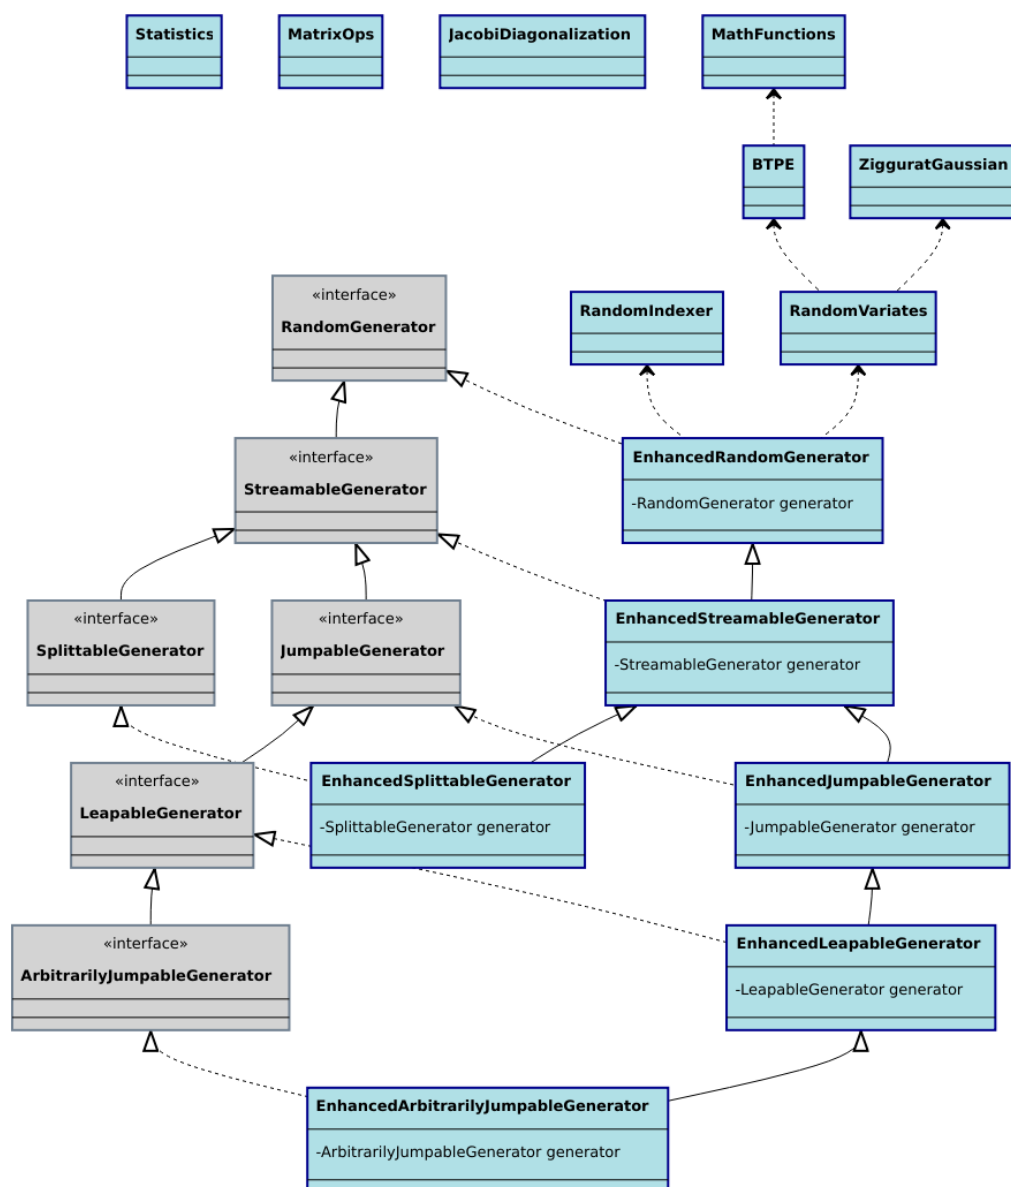 Statistics
MatrixOps
JacobiDiagonalization
MathFunctions
BTPE
ZigguratGaussian
«interface»
RandomGenerator
RandomIndexer
RandomVariates
«interface»
StreamableGenerator
EnhancedRandomGenerator
-RandomGenerator generator
«interface»
SplittableGenerator
«interface»
JumpableGenerator
EnhancedStreamableGenerator
-StreamableGenerator generator
«interface»
LeapableGenerator
EnhancedSplittableGenerator
-SplittableGenerator generator
EnhancedJumpableGenerator
-JumpableGenerator generator
«interface»
ArbitrarilyJumpableGenerator
EnhancedLeapableGenerator
-LeapableGenerator generator
EnhancedArbitrarilyJumpableGenerator
-ArbitrarilyJumpableGenerator generator